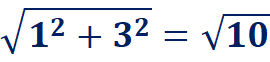 √(1² + 3²) = √10